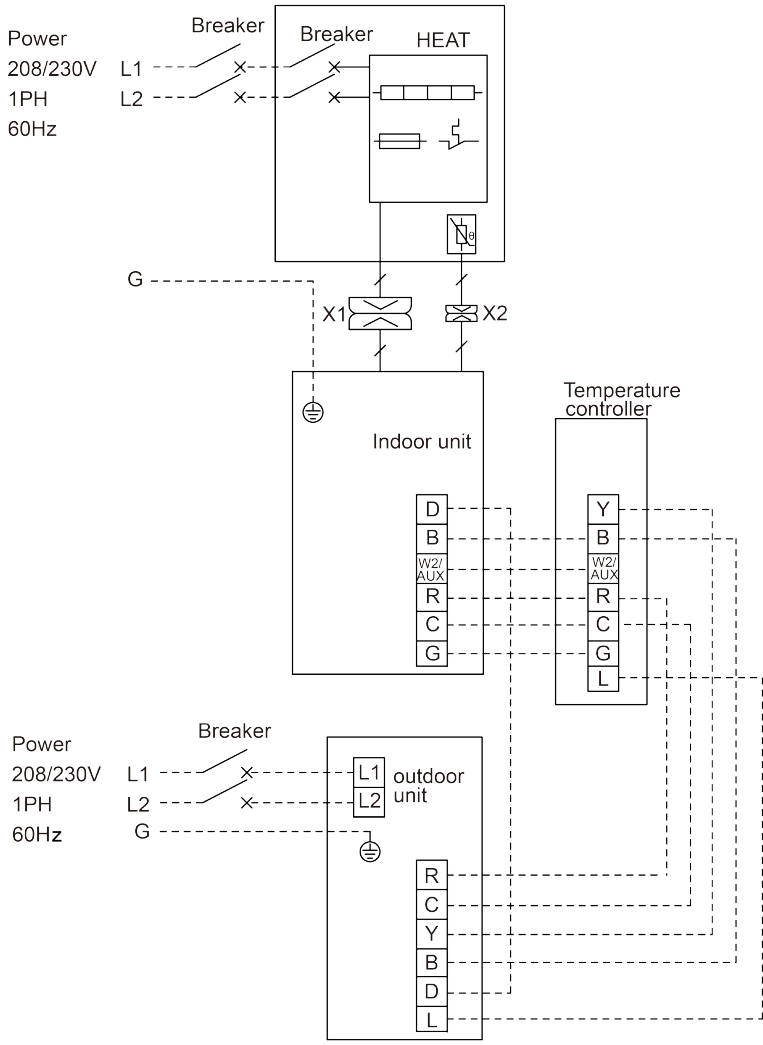 Breaker
Breaker
HEAT
Power
208/230V L1
1PH L2
60Hz
θ
G
X1
X2
Temperature
controller
Indoor unit
D
B
W2/
AUX
R
C
G
Y
B
W2/
AUX
R
C
G
L
Breaker
Power
208/230V L1
1PH L2
60Hz G
L1
L2
outdoor
unit
R
C
Y
B
D
L